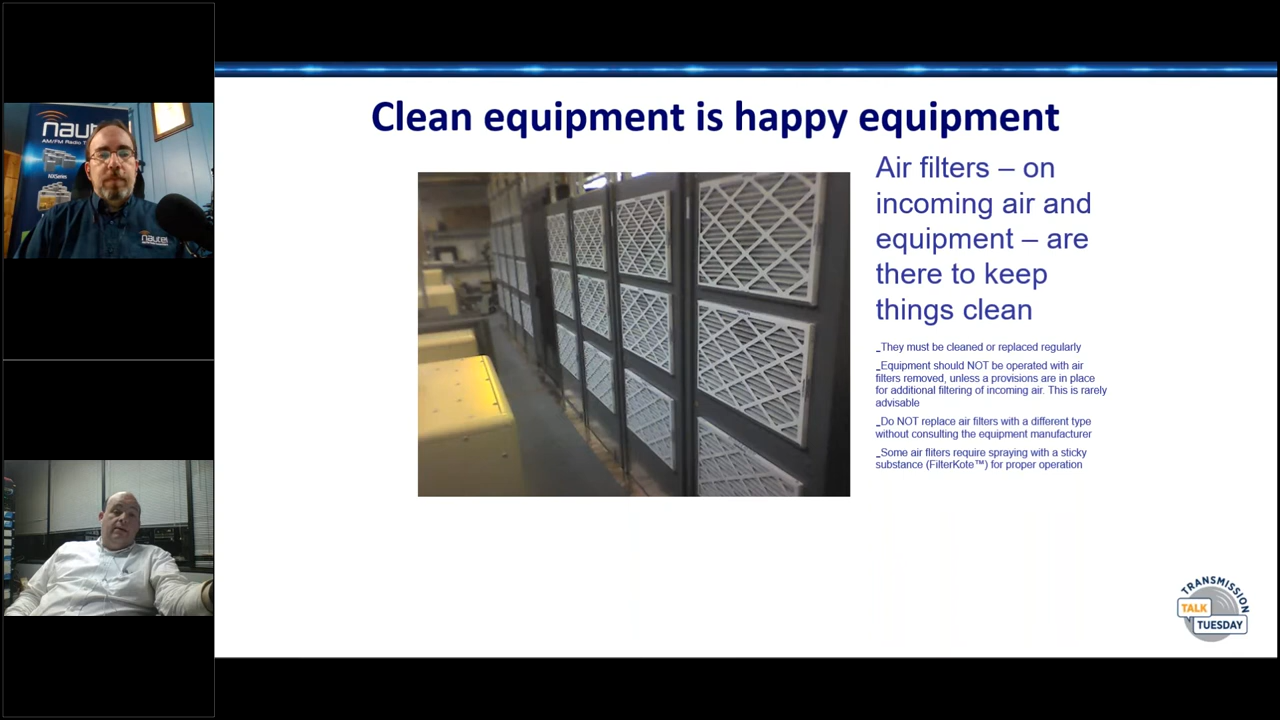 nautel
AM/FM Radio T
NXSeries
nautel
Clean equipment is happy equipment
Air filters – on
incoming air and
equipment – are
there to keep
things clean
_They must be cleaned or replaced regularly
_Equipment should NOT be operated with air
filters removed, unless a provisions are in place
for additional filtering of incoming air. This is rarely
advisable
_Do NOT replace air filters with a different type
without consulting the equipment manufacturer
_Some air fliters require spraying with a sticky
substance (FilterKote™) for proper operation
TRANSMISSION
TALK
TUESDAY